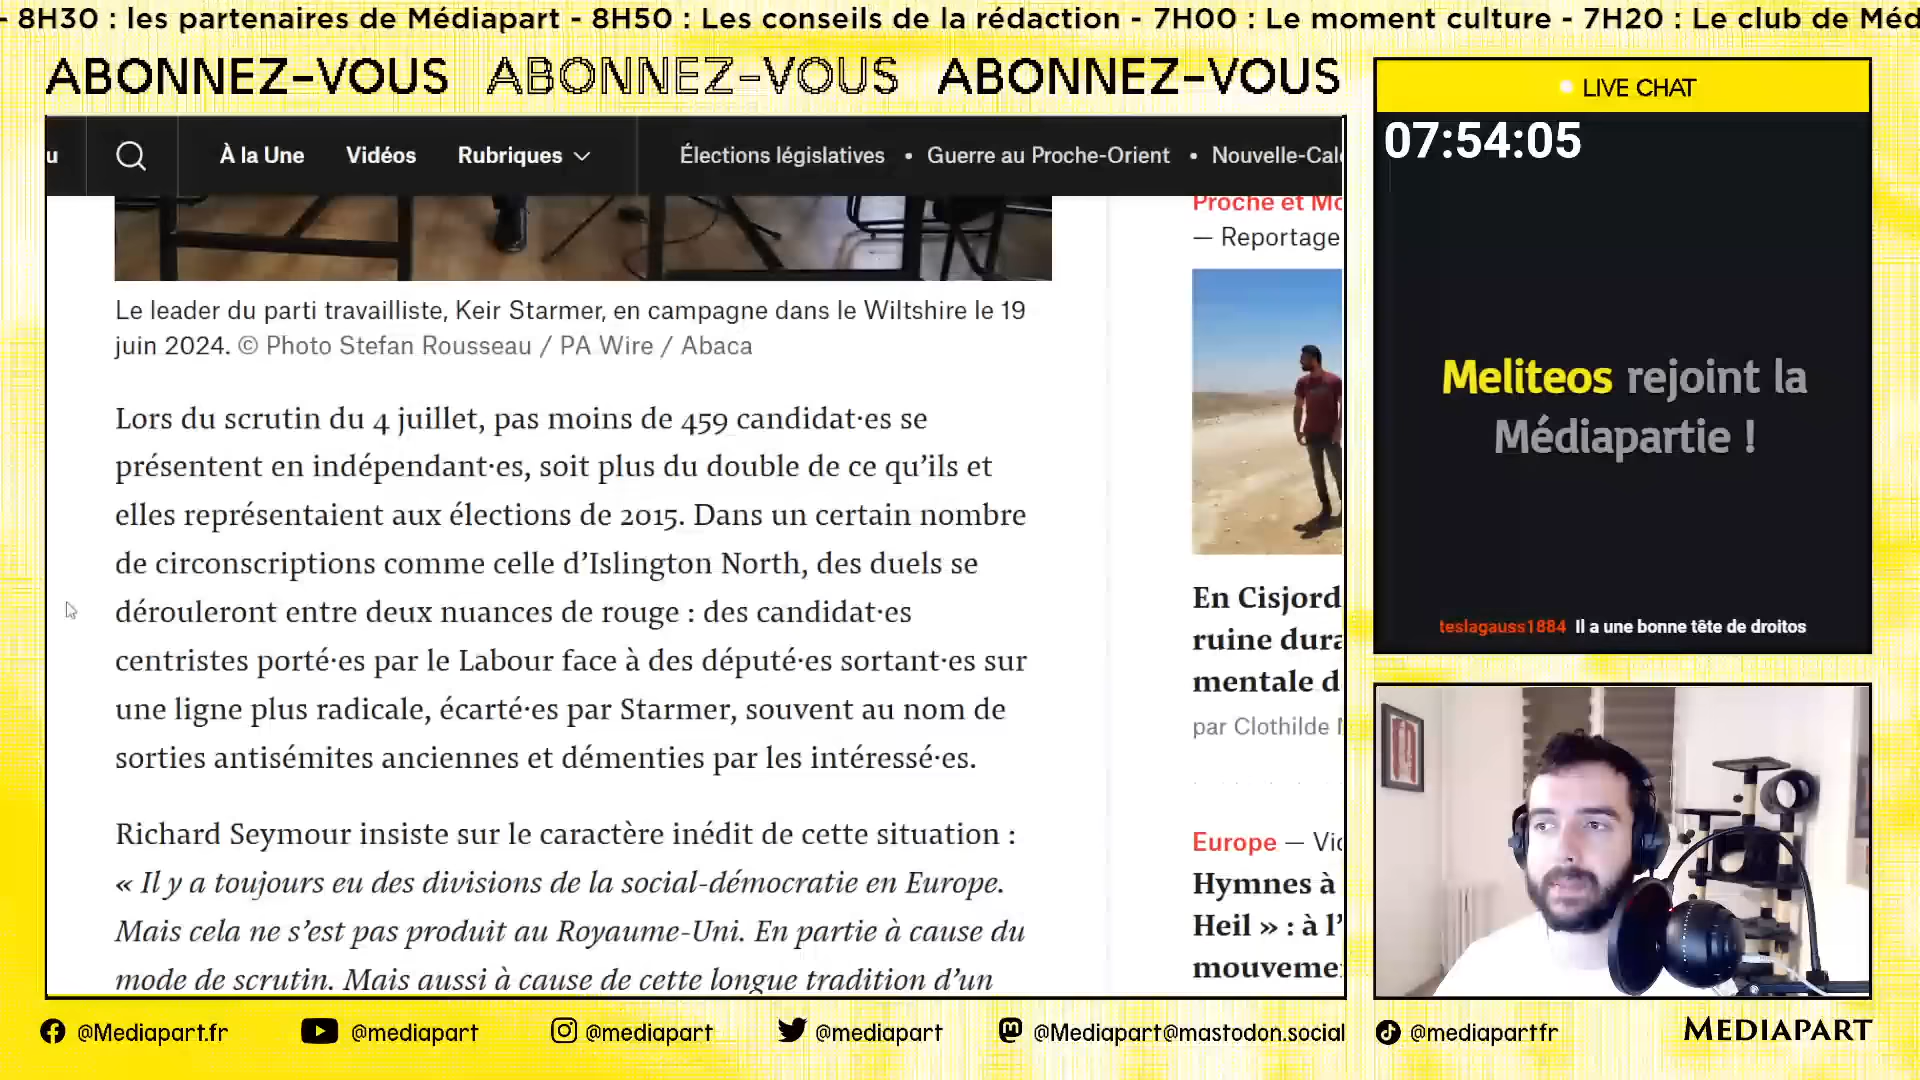 - 8H30 : les partenaires de Médiapart - 8H50 : Les conseils de la rédaction - 7H00 : Le moment culture - 7H20 : Le club de Méd
ABONNEZ-VOUS ABONNEZ-VOUS ABONNEZ-VOUS
u À la Une Vidéos Rubriques Élections législatives • Guerre au Proche-Orient • Nouvelle-Cal
Le leader du parti travailliste, Keir Starmer, en campagne dans le Wiltshire le 19
juin 2024. © Photo Stefan Rousseau / PA Wire / Abaca
Lors du scrutin du 4 juillet, pas moins de 459 candidat·es se
présentent en indépendant·es, soit plus du double de ce qu’ils et
elles représentaient aux élections de 2015. Dans un certain nombre
de circonscriptions comme celle d’Islington North, des duels se
dérouleront entre deux nuances de rouge : des candidat·es
centristes porté·es par le Labour face à des député·es sortant·es sur
une ligne plus radicale, écarté·es par Starmer, souvent au nom de
sorties antisémites anciennes et démenties par les intéressé·es.
Richard Seymour insiste sur le caractère inédit de cette situation :
« Il y a toujours eu des divisions de la social-démocratie en Europe.
Mais cela ne s’est pas produit au Royaume-Uni. En partie à cause du
mode de scrutin. Mais aussi à cause de cette longue tradition d’un
Proche et Mo
— Reportage
En Cisjord
ruine dura
mentale d
par Clothilde
Europe — Vid
Hymnes à
Heil » : à l’
mouveme
LIVE CHAT
07:54:05
Meliteos rejoint la
Médiapartie !
teslagauss1884 Il a une bonne tête de droitos
@Mediapart.fr @mediapart @mediapart @mediapart @Mediapart@mastodon.social @mediapartfr MEDIAPART